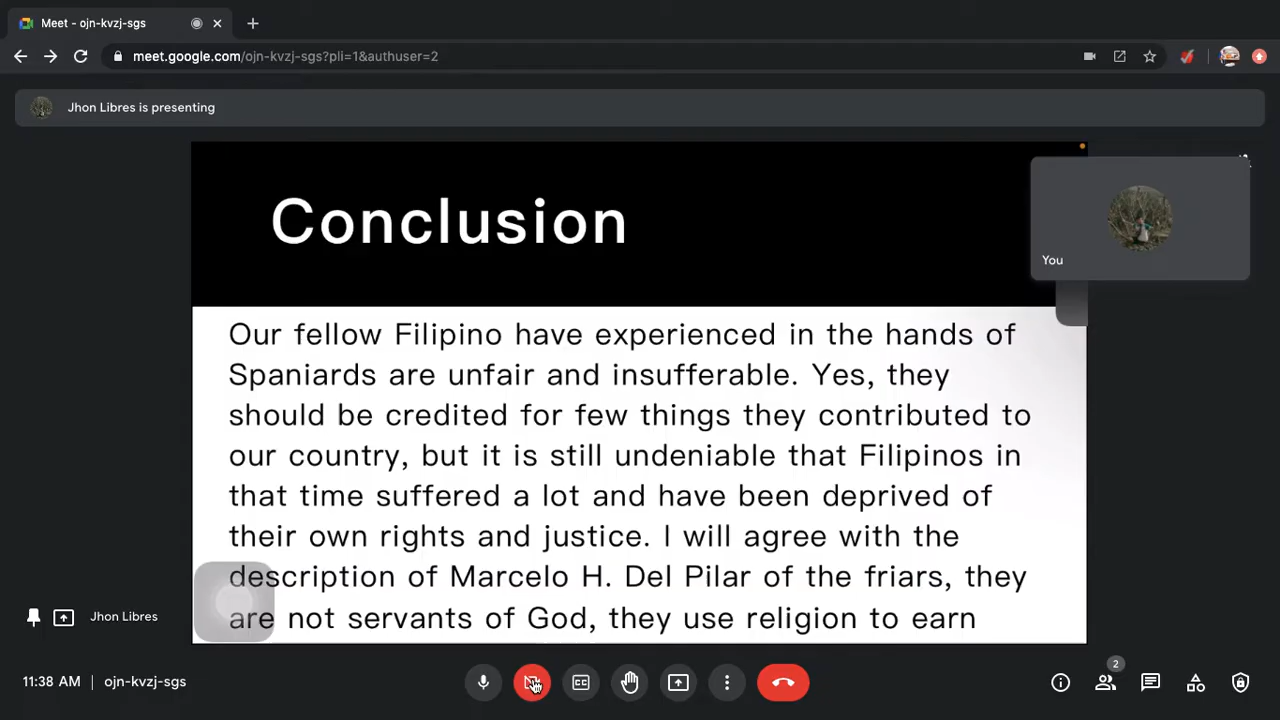 Meet - ojn-kvzj-sgs
meet.google.com/ojn-kvzj-sgs?pli=1&authuser=2
Jhon Libres is presenting
Conclusion
You
Our fellow Filipino have experienced in the hands of
Spaniards are unfair and insufferable. Yes, they
should be credited for few things they contributed to
our country, but it is still undeniable that Filipinos in
that time suffered a lot and have been deprived of
their own rights and justice. I will agree with the
description of Marcelo H. Del Pilar of the friars, they
are not servants of God, they use religion to earn
Jhon Libres
11:38 AM | ojn-kvzj-sgs
CC
2